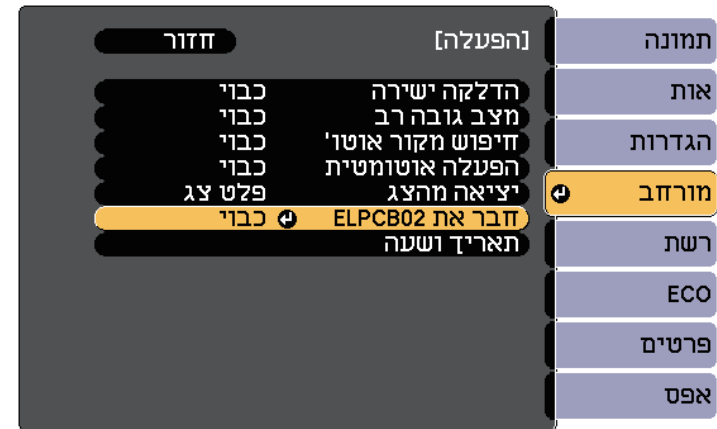 תמונה
אות
הגדרות
מורחב
רשת
ECO
פרטים
אפס
[הפעלה] חזור
הדלקה ישירה כבוי
מצב גובה רב כבוי
חיפוש מקור אוטו' כבוי
הפעלה אוטומטית כבוי
יציאה מהצג פלט צג
חבר את ELPCB02 כבוי
תאריך ושעה